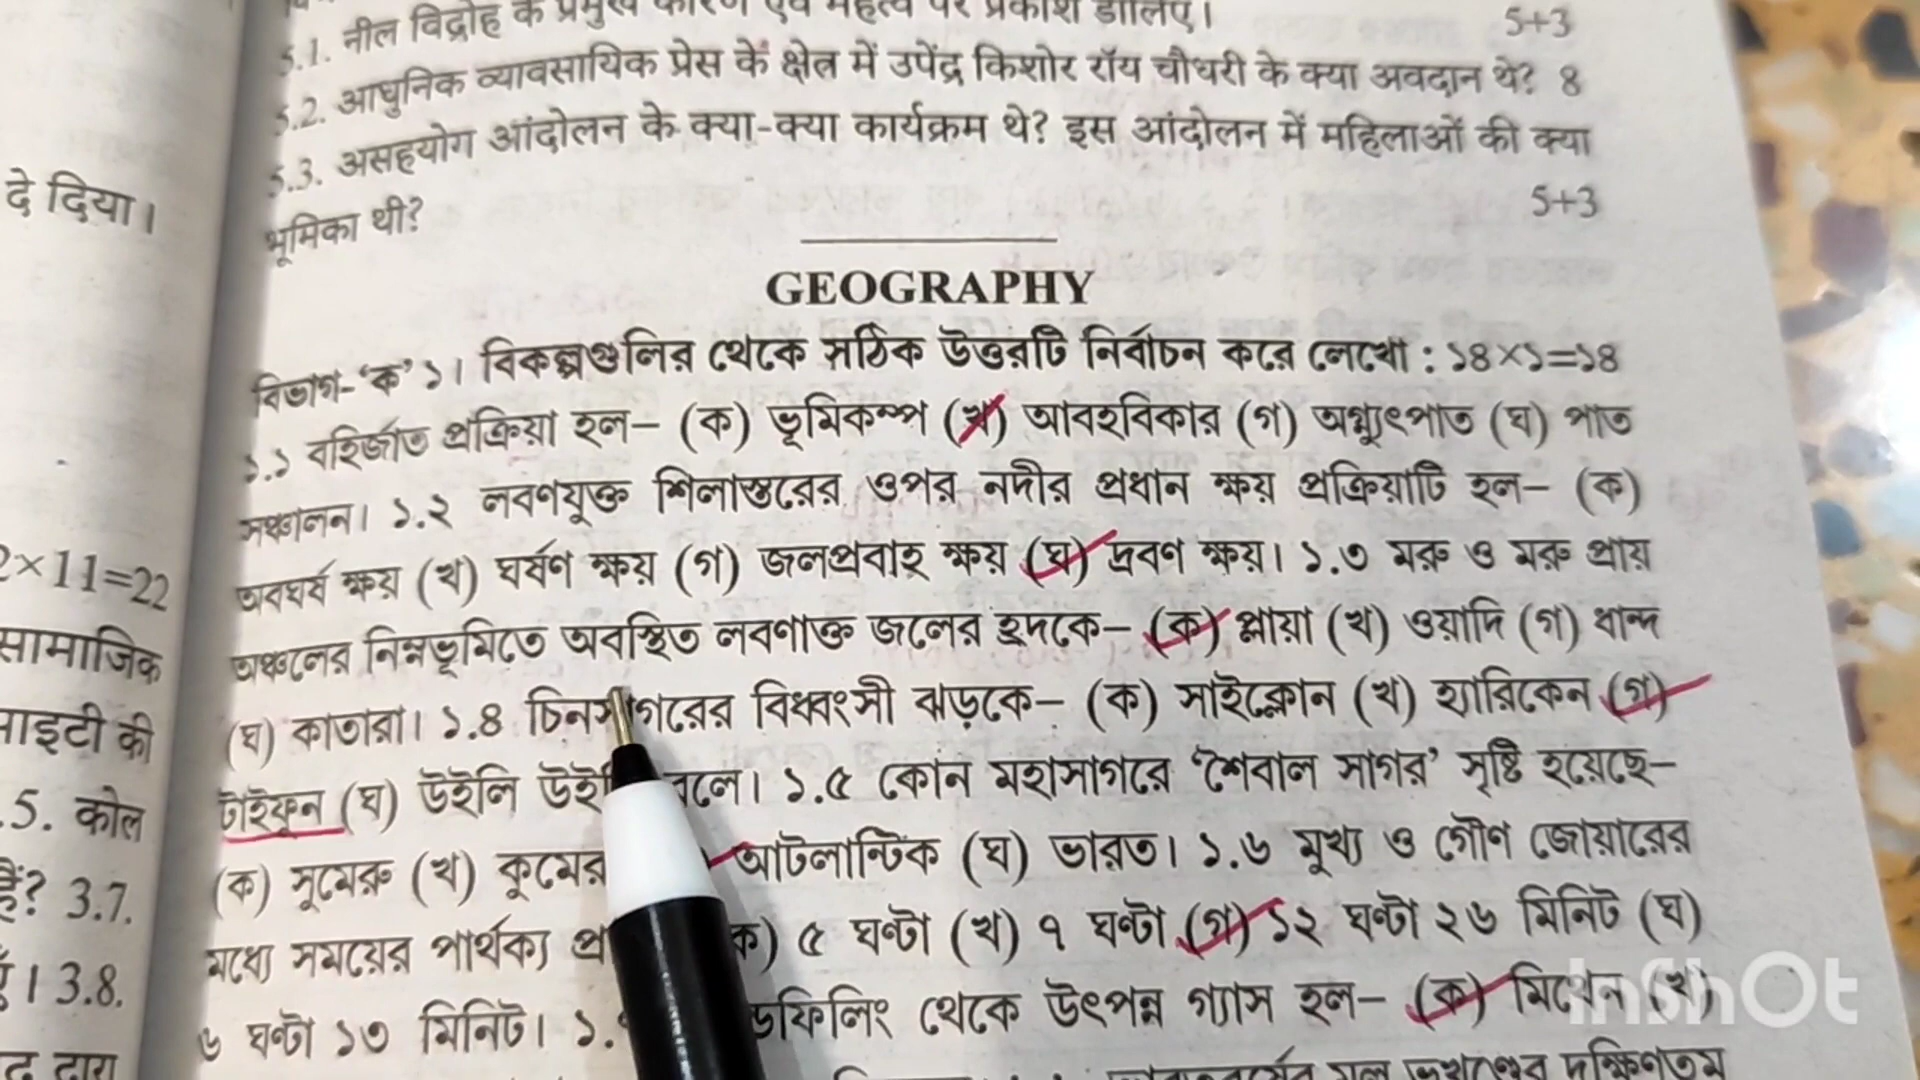 5.1. नील विद्रोह के प्रमुख कारण एवं महत्व पर प्रकाश डालिए। 5+3
5.2. आधुनिक व्यावसायिक प्रेस के क्षेत्र में उपेंद्र किशोर रॉय चौधरी के क्या अवदान थे? 8
5.3. असहयोग आंदोलन के क्या-क्या कार्यक्रम थे? इस आंदोलन में महिलाओं की क्या
भूमिका थी? 5+3
GEOGRAPHY
বিভাগ-‘ক’ ১। বিকল্পগুলির থেকে সঠিক উত্তরটি নির্বাচন করে লেখো : ১৪×১=১৪
১.১ বহির্জাত প্রক্রিয়া হল– (ক) ভূমিকম্প (খ) আবহবিকার (গ) অগ্ন্যুৎপাত (ঘ) পাত
সঞ্চালন। ১.২ লবণযুক্ত শিলাস্তরের ওপর নদীর প্রধান ক্ষয় প্রক্রিয়াটি হল– (ক)
অবঘর্ষ ক্ষয় (খ) ঘর্ষণ ক্ষয় (গ) জলপ্রবাহ ক্ষয় (ঘ) দ্রবণ ক্ষয়। ১.৩ মরু ও মরু প্রায়
অঞ্চলের নিম্নভূমিতে অবস্থিত লবণাক্ত জলের হ্রদকে– (ক) প্লায়া (খ) ওয়াদি (গ) ধান্দ
(ঘ) কাতারা। ১.৪ চিনসাগরের বিধ্বংসী ঝড়কে– (ক) সাইক্লোন (খ) হ্যারিকেন (গ)
টাইফুন (ঘ) উইলি উই বলে। ১.৫ কোন মহাসাগরে ‘শৈবাল সাগর’ সৃষ্টি হয়েছে–
(ক) সুমেরু (খ) কুমেরু আটলান্টিক (ঘ) ভারত। ১.৬ মুখ্য ও গৌণ জোয়ারের
মধ্যে সময়ের পার্থক্য প্র ক) ৫ ঘণ্টা (খ) ৭ ঘণ্টা (গ) ১২ ঘণ্টা ২৬ মিনিট (ঘ)
৬ ঘণ্টা ১৩ মিনিট। ১. ডফিলিং থেকে উৎপন্ন গ্যাস হল– (ক) মিথেন (খ)
ভারতবর্ষের মূল ভূখণ্ডের দক্ষিণতম
दे दिया।
2×11=22
सामाजिक
साइटी की
.5. कोल
हैं? 3.7.
। 3.8.
InShOt